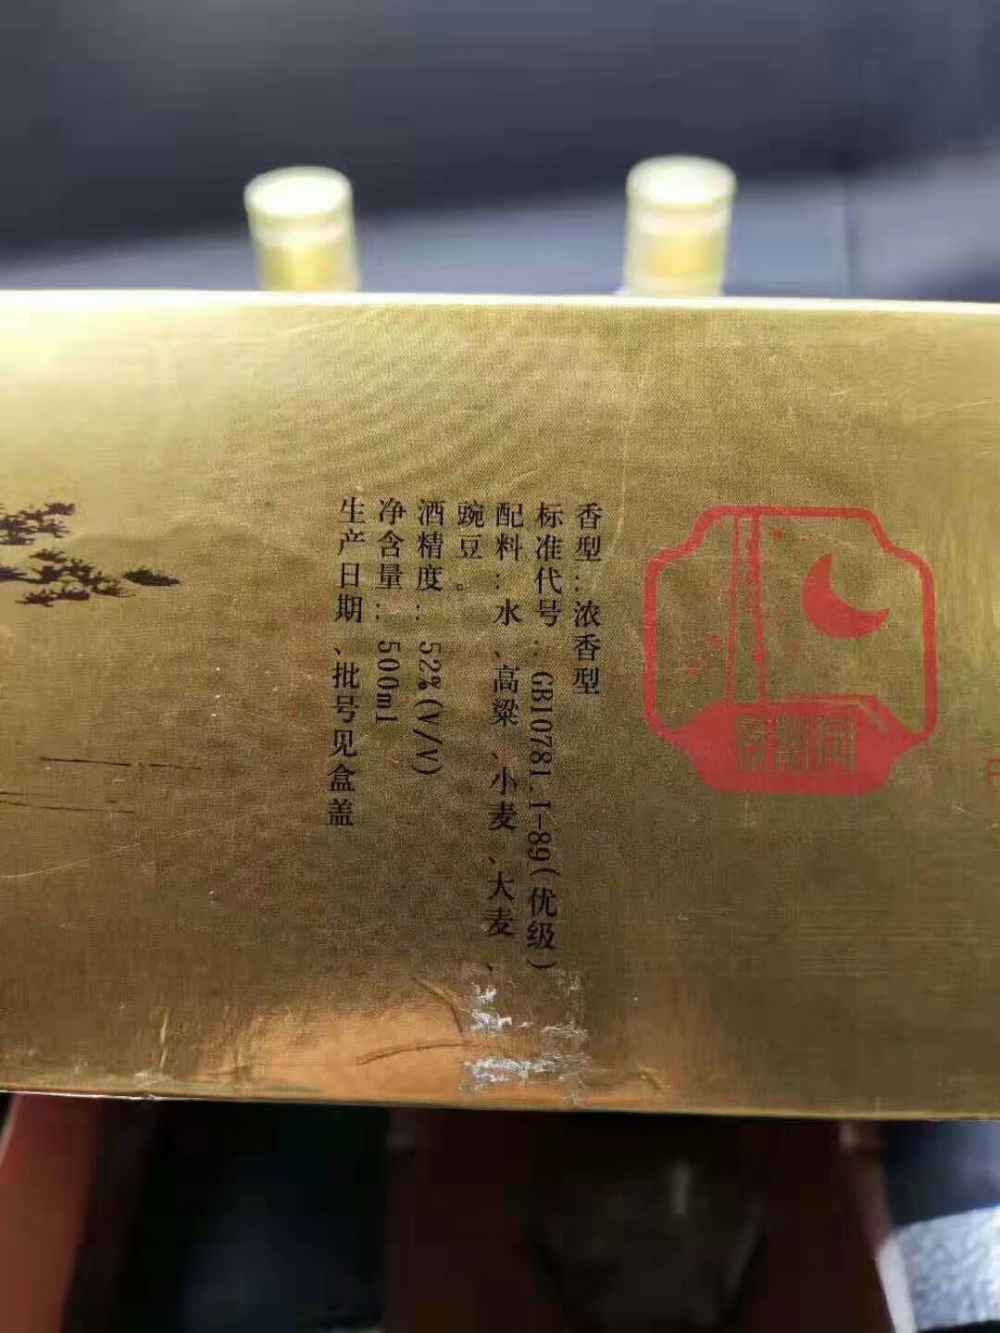 香型：浓香型
标准代号：GB10781.1-89(优级)
配料：水、高粱、小麦、大麦、
豌豆。
酒精度：52%(V/V)
净含量：500ml
生产日期、批号见盒盖